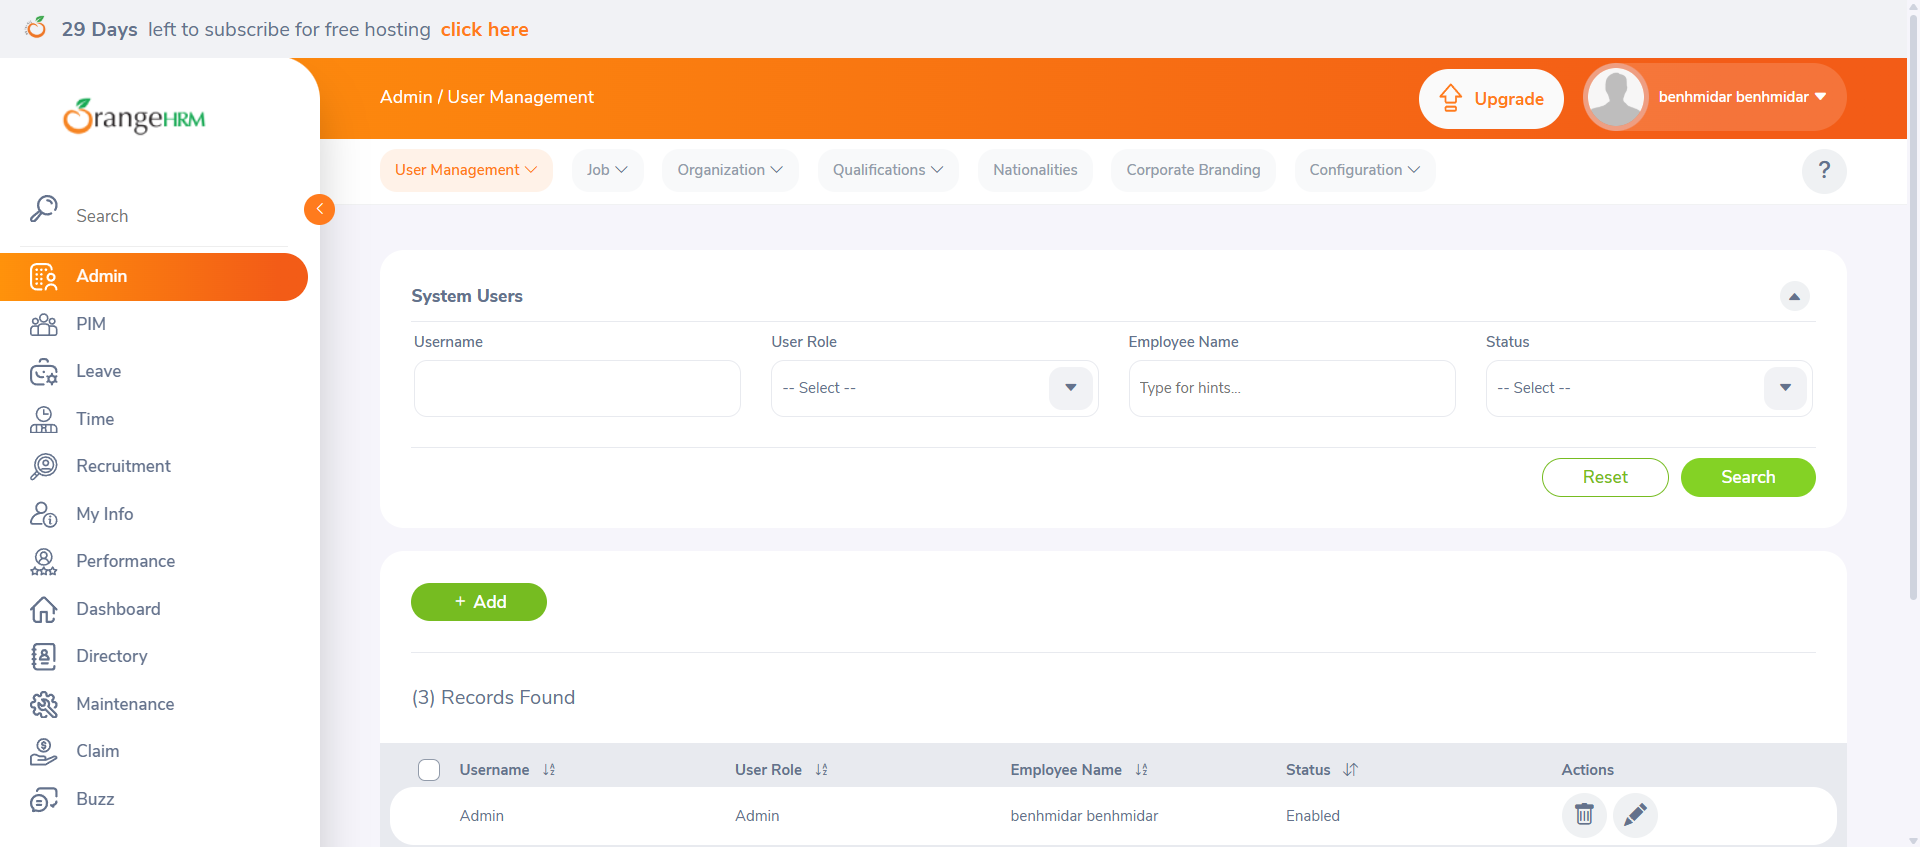 29 Days left to subscribe for free hosting click here
OrangeHRM
Admin / User Management
Upgrade
benhmidar benhmidar
User Management
Job
Organization
Qualifications
Nationalities
Corporate Branding
Configuration
?
Search
Admin
PIM
Leave
Time
Recruitment
My Info
Performance
Dashboard
Directory
Maintenance
Claim
Buzz
System Users
Username
User Role
Employee Name
Status
-- Select --
Type for hints...
-- Select --
Reset
Search
+ Add
(3) Records Found
Username User Role Employee Name Status Actions
Admin Admin benhmidar benhmidar Enabled